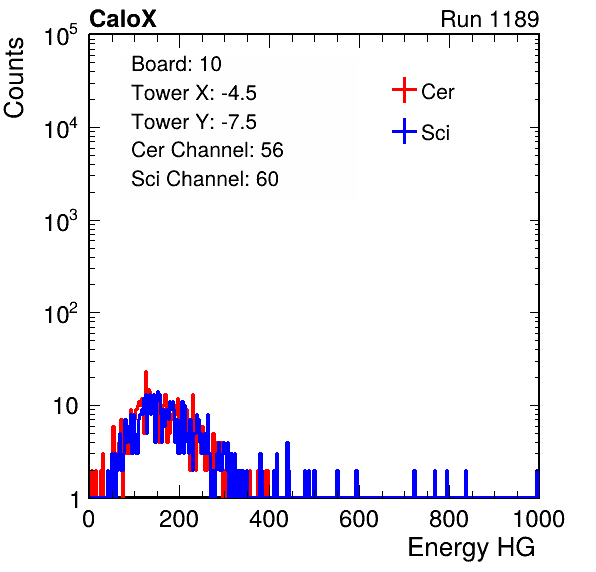 CaloX Run 1189
Counts
Board: 10
Tower X: -4.5
Tower Y: -7.5
Cer Channel: 56
Sci Channel: 60
Cer
Sci
10^5
10^4
10^3
10^2
10
1
0 200 400 600 800 1000
Energy HG